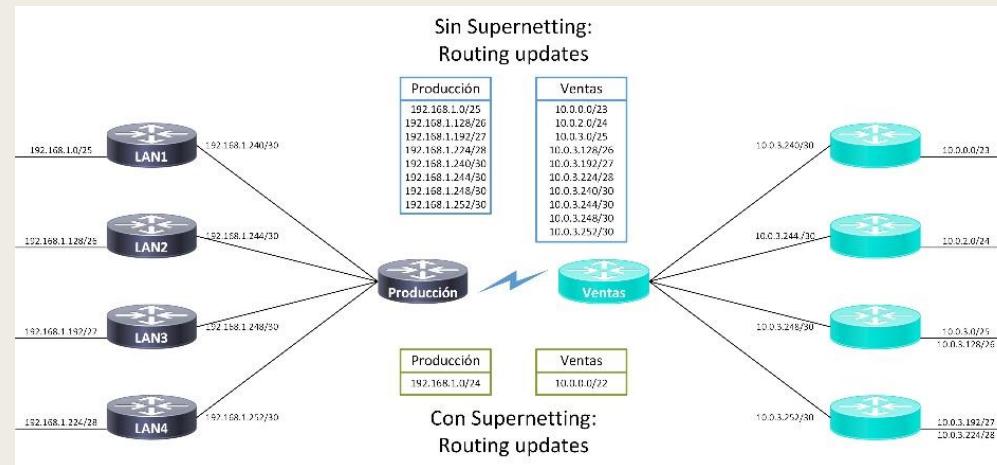 Sin Supernetting:
Routing updates
Producción
192.168.1.0/25
192.168.1.128/26
192.168.1.192/27
192.168.1.224/28
192.168.1.240/30
192.168.1.244/30
192.168.1.248/30
192.168.1.252/30
Ventas
10.0.0.0/23
10.0.2.0/24
10.0.3.0/25
10.0.3.128/26
10.0.3.192/27
10.0.3.224/28
10.0.3.240/30
10.0.3.244/30
10.0.3.248/30
10.0.3.252/30
192.168.1.0/25
LAN1
192.168.1.240/30
192.168.1.128/26
LAN2
192.168.1.244/30
192.168.1.192/27
LAN3
192.168.1.248/30
192.168.1.224/28
LAN4
192.168.1.252/30
Producción
Ventas
10.0.3.240/30
10.0.0.0/23
10.0.3.244/30
10.0.2.0/24
10.0.3.248/30
10.0.3.0/25
10.0.3.128/26
10.0.3.252/30
10.0.3.192/27
10.0.3.224/28
Producción
192.168.1.0/24
Ventas
10.0.0.0/22
Con Supernetting:
Routing updates